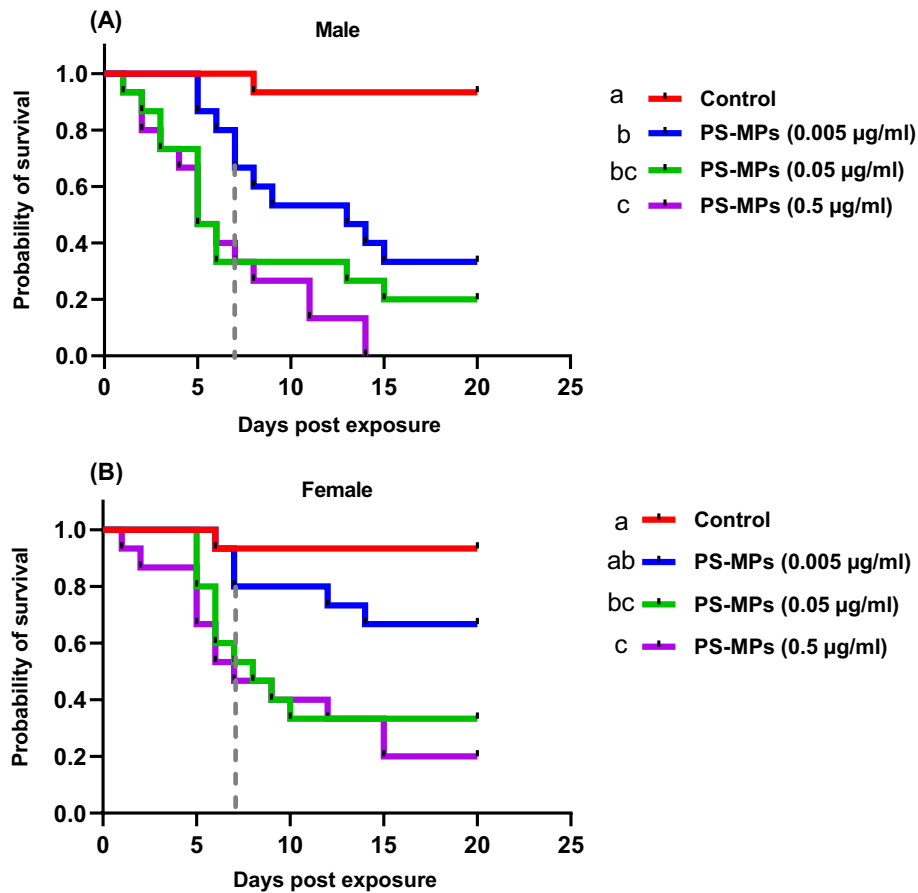 (A)
Male
Probability of survival
1.0
0.8
0.6
0.4
0.2
0.0
0 5 10 15 20 25
Days post exposure
a Control
b PS-MPs (0.005 µg/ml)
bc PS-MPs (0.05 µg/ml)
c PS-MPs (0.5 µg/ml)
(B)
Female
Probability of survival
1.0
0.8
0.6
0.4
0.2
0.0
0 5 10 15 20 25
Days post exposure
a Control
ab PS-MPs (0.005 µg/ml)
bc PS-MPs (0.05 µg/ml)
c PS-MPs (0.5 µg/ml)